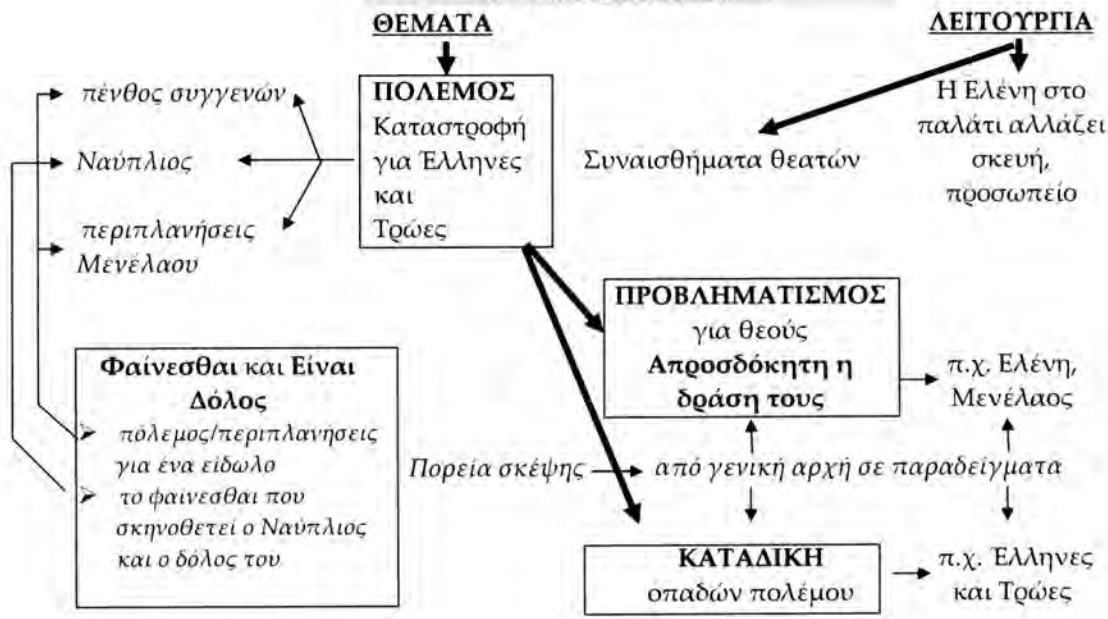 ΘΕΜΑΤΑ
ΛΕΙΤΟΥΡΓΙΑ
πένθος συγγενών
Ναύπλιος
περιπλανήσεις
Μενέλαου
ΠΟΛΕΜΟΣ
Καταστροφή
για Έλληνες
και
Τρώες
Συναισθήματα θεατών
Η Ελένη στο
παλάτι αλλάζει
σκευή,
προσωπείο
ΠΡΟΒΛΗΜΑΤΙΣΜΟΣ
για θεούς
Απροσδόκητη η
δράση τους
π.χ. Ελένη,
Μενέλαος
Φαίνεσθαι και Είναι
Δόλος
πόλεμος/περιπλανήσεις
για ένα είδωλο
το φαίνεσθαι που
σκηνοθετεί ο Ναύπλιος
και ο δόλος του
Πορεία σκέψης
από γενική αρχή σε παραδείγματα
ΚΑΤΑΔΙΚΗ
οπαδών πολέμου
π.χ. Έλληνες
και Τρώες